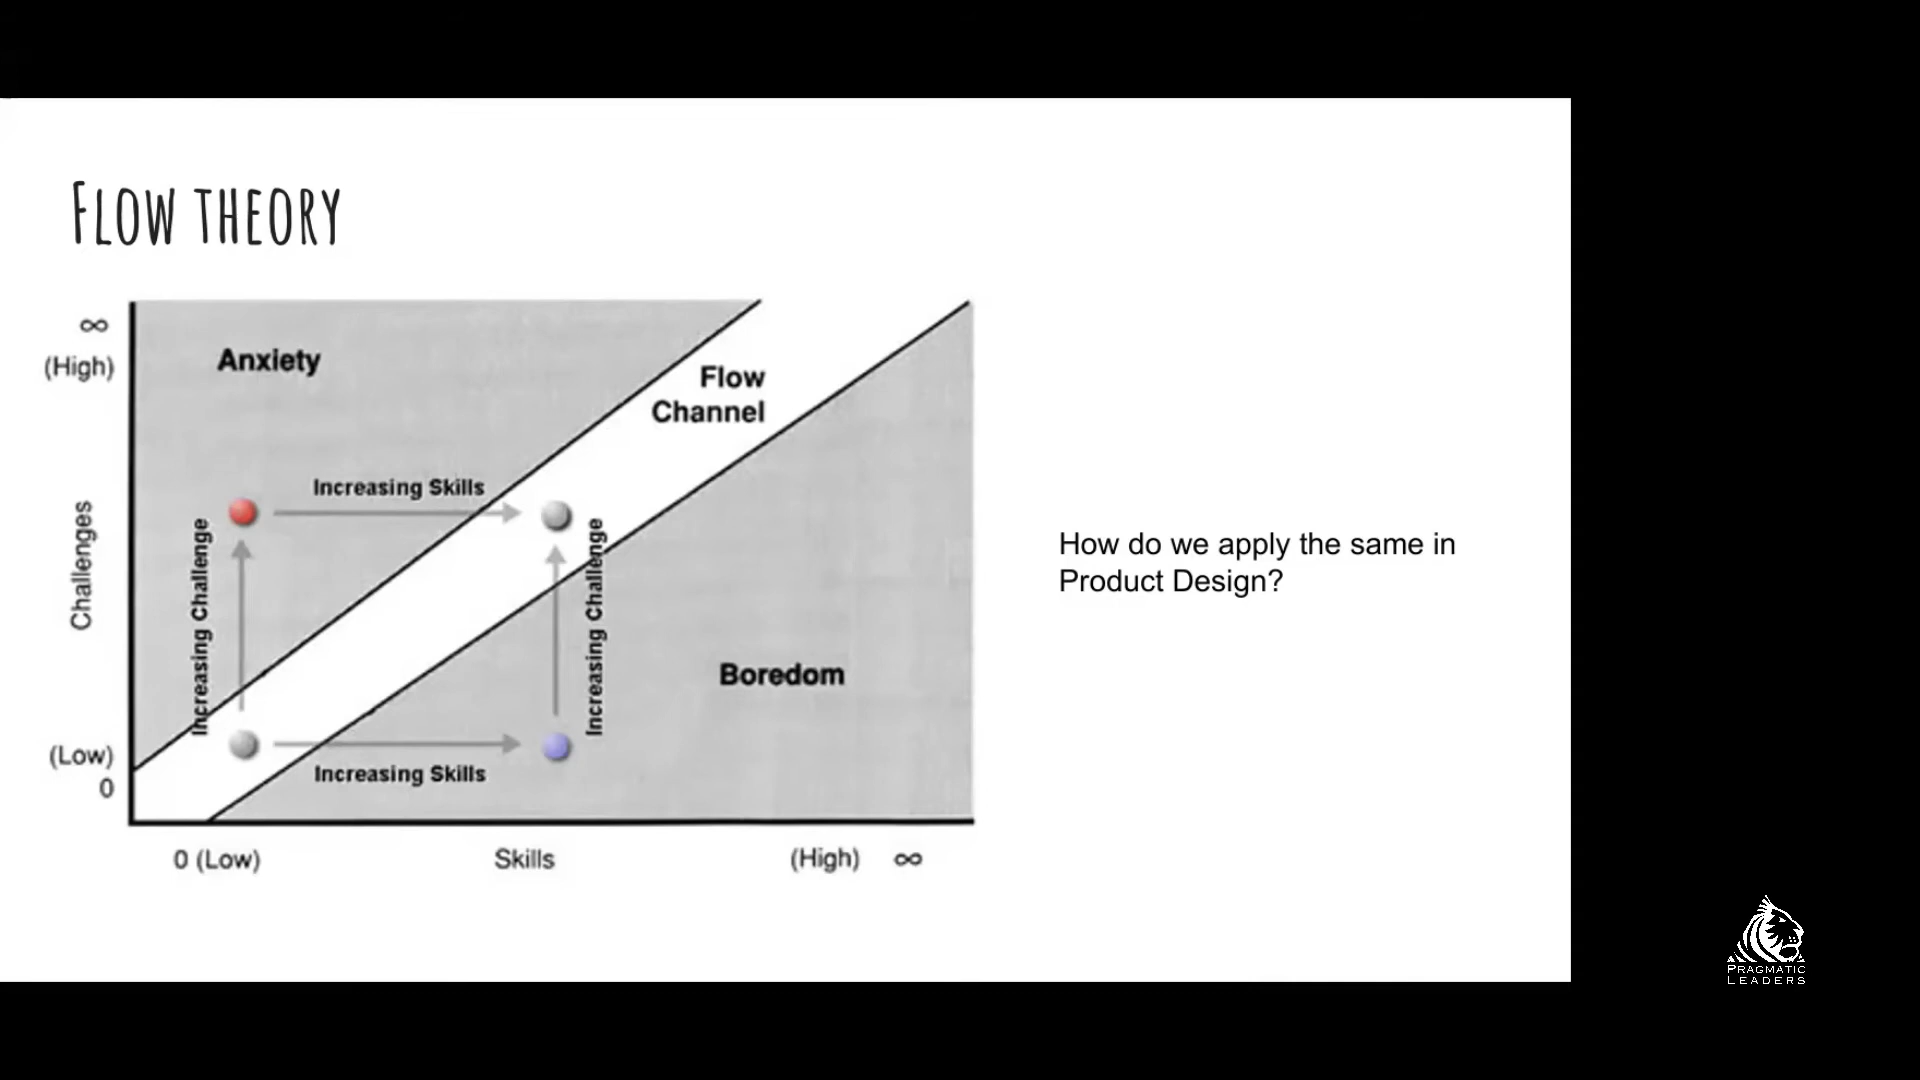 FLOW THEORY
∞
(High)
Anxiety
Flow
Channel
Increasing Skills
Challenges
Increasing Challenge
Increasing Challenge
How do we apply the same in
Product Design?
Boredom
(Low)
0
Increasing Skills
0 (Low)
Skills
(High)
∞
PRAGMATIC
LEADERS